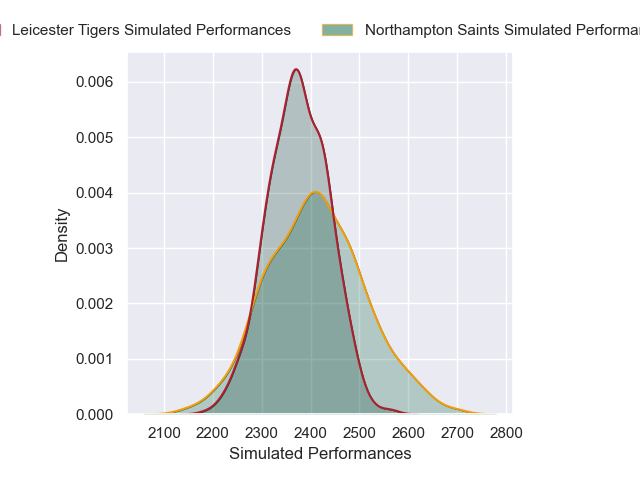 Leicester Tigers Simulated Performances
Northampton Saints Simulated
0.006
0.005
0.004
0.003
0.002
0.001
0.000
Density
2100 2200 2300 2400 2500 2600 2700 2800
Simulated Performances